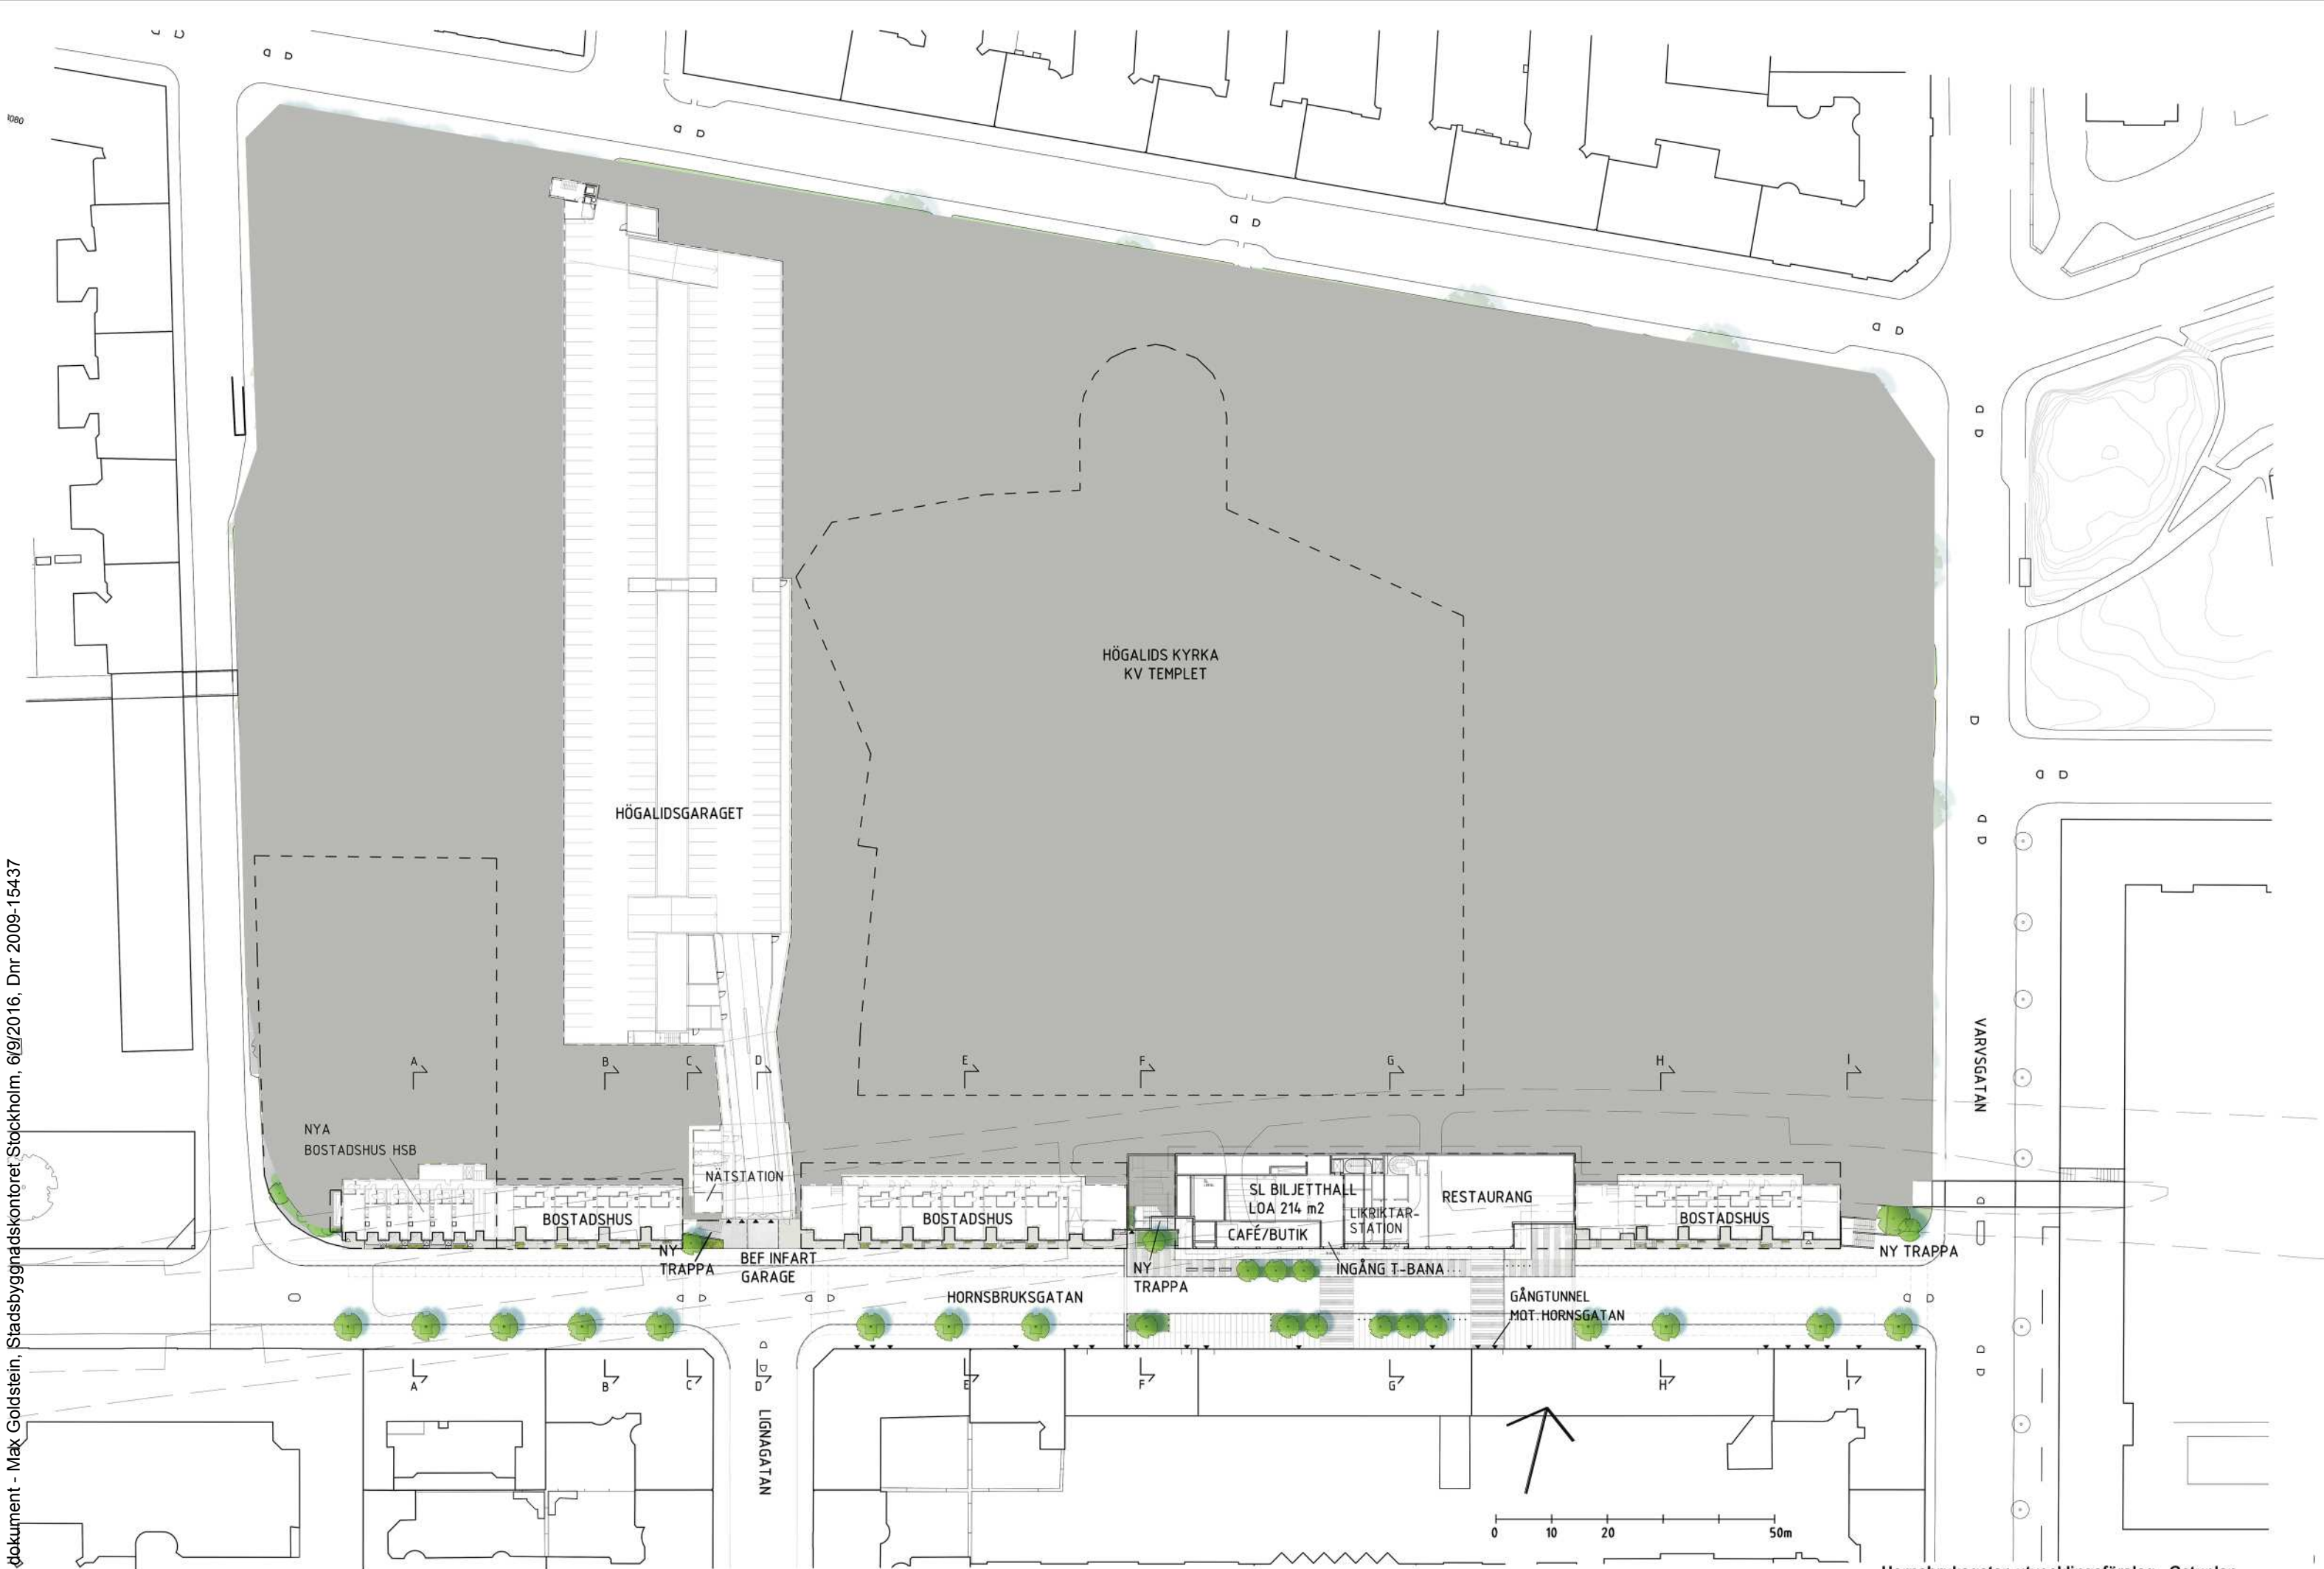 1080
HÖGALIDS KYRKA
KV TEMPLET
HÖGALIDSGARAGET
A
B
C
D
E
F
G
H
I
VARVSGATAN
NYA
BOSTADSHUS HSB
NÄTSTATION
BOSTADSHUS
BOSTADSHUS
SL BILJETTHALL
LOA 214 m2
CAFÉ/BUTIK
LIKRIKTAR-
STATION
RESTAURANG
BOSTADSHUS
NY
TRAPPA
BEF INFART
GARAGE
NY
TRAPPA
INGÅNG T-BANA
NY TRAPPA
HORNSBRUKSGATAN
GÅNGTUNNEL
MOT HORNSGATAN
A
B
C
D
E
F
G
H
I
LIGNAGATAN
0 10 20 50m
dokument - Max Goldstein, Stadsbyggnadskontoret Stockholm, 6/9/2016, Dnr 2009-15437